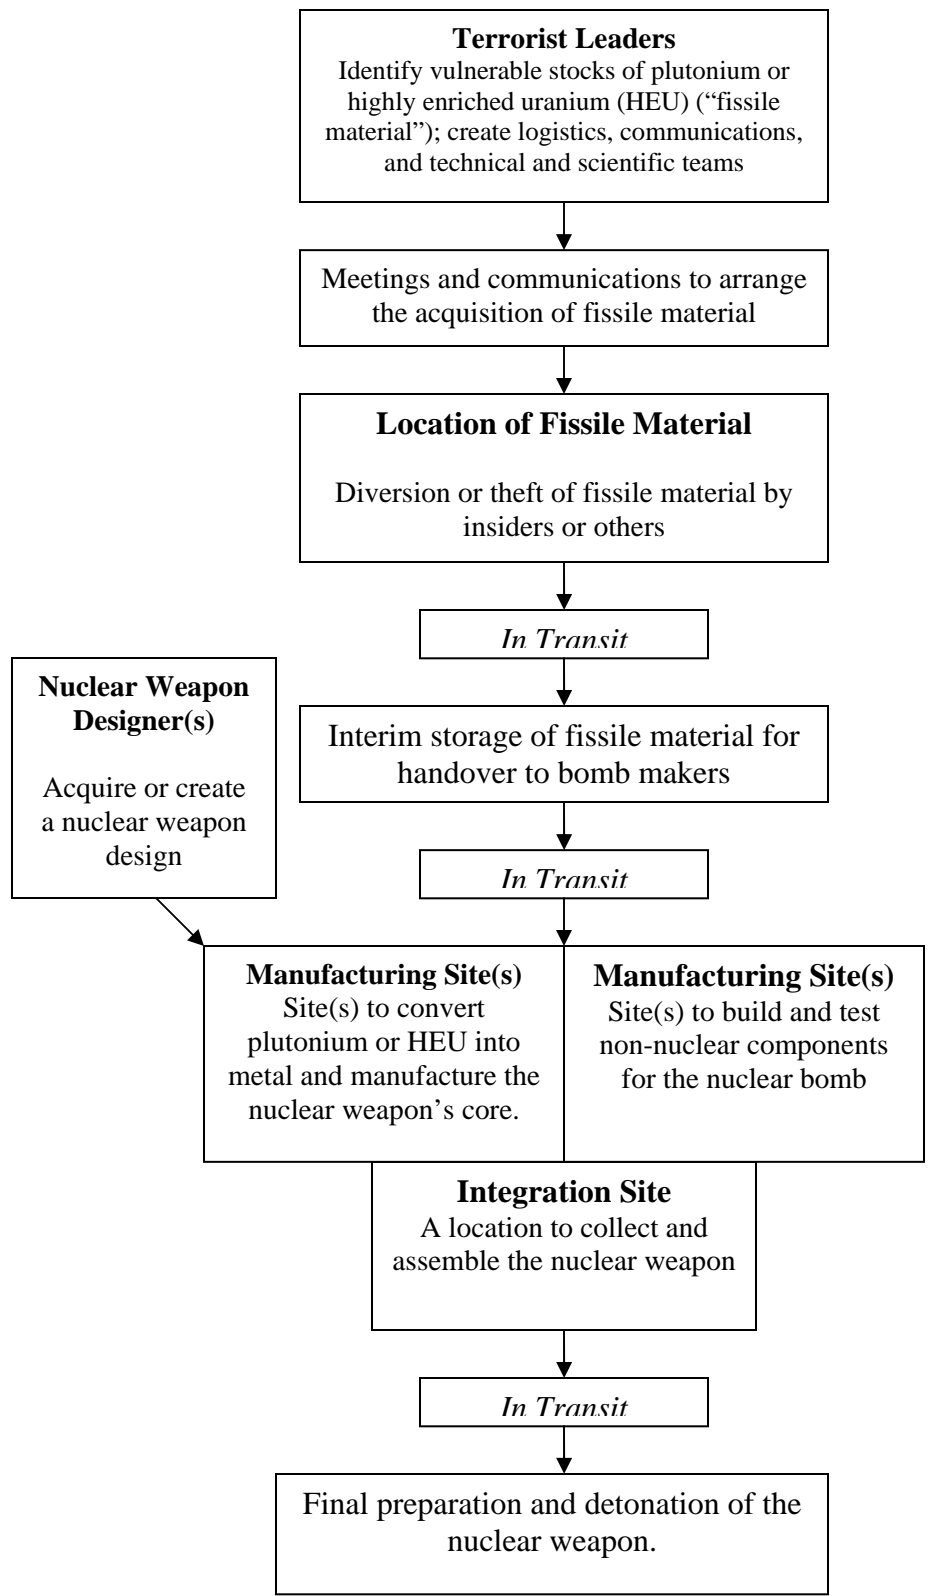 Terrorist Leaders
Identify vulnerable stocks of plutonium or
highly enriched uranium (HEU) (“fissile
material”); create logistics, communications,
and technical and scientific teams
Meetings and communications to arrange
the acquisition of fissile material
Location of Fissile Material
Diversion or theft of fissile material by
insiders or others
In Transit
Nuclear Weapon
Designer(s)
Acquire or create
a nuclear weapon
design
Interim storage of fissile material for
handover to bomb makers
In Transit
Manufacturing Site(s)
Site(s) to convert
plutonium or HEU into
metal and manufacture the
nuclear weapon’s core.
Manufacturing Site(s)
Site(s) to build and test
non-nuclear components
for the nuclear bomb
Integration Site
A location to collect and
assemble the nuclear weapon
In Transit
Final preparation and detonation of the
nuclear weapon.